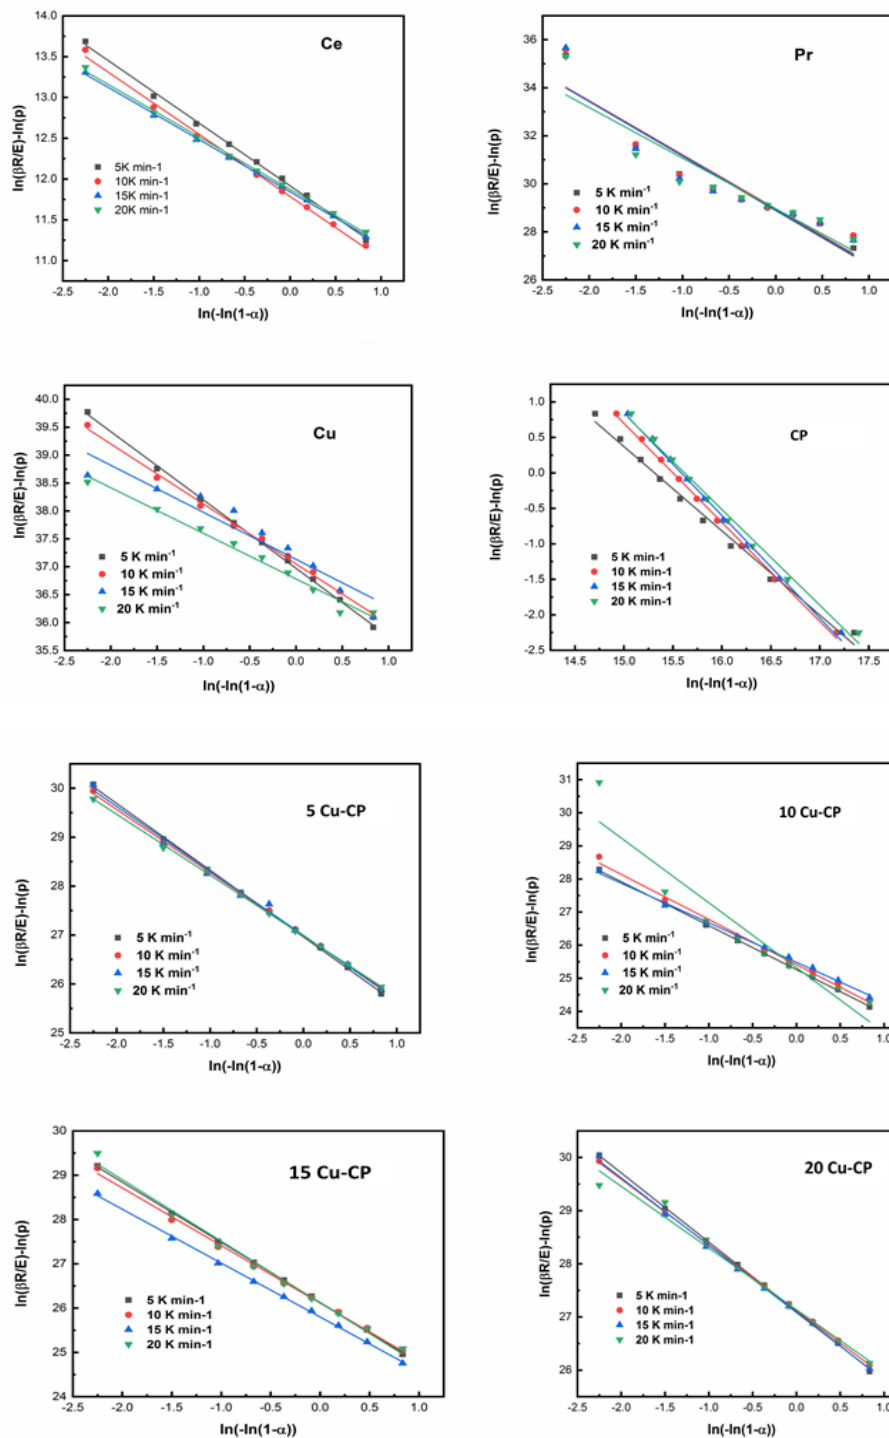 Ce
ln(βR/E)-ln(p)
14.0
13.5
13.0
12.5
12.0
11.5
11.0
5K min-1
10K min-1
15K min-1
20K min-1
-2.5 -2.0 -1.5 -1.0 -0.5 0.0 0.5 1.0
ln(-ln(1-α))
Pr
ln(βR/E)-ln(p)
36
34
32
30
28
26
5 K min⁻¹
10 K min⁻¹
15 K min⁻¹
20 K min⁻¹
-2.5 -2.0 -1.5 -1.0 -0.5 0.0 0.5 1.0
ln(-ln(1-α))
Cu
ln(βR/E)-ln(p)
40.0
39.5
39.0
38.5
38.0
37.5
37.0
36.5
36.0
35.5
5 K min⁻¹
10 K min⁻¹
15 K min⁻¹
20 K min⁻¹
-2.5 -2.0 -1.5 -1.0 -0.5 0.0 0.5 1.0
ln(-ln(1-α))
CP
ln(βR/E)-ln(p)
1.0
0.5
0.0
-0.5
-1.0
-1.5
-2.0
-2.5
5 K min-1
10 K min-1
15 K min-1
20 K min-1
14.5 15.0 15.5 16.0 16.5 17.0 17.5
ln(-ln(1-α))
5 Cu-CP
ln(βR/E)-ln(p)
30
29
28
27
26
25
5 K min⁻¹
10 K min⁻¹
15 K min⁻¹
20 K min⁻¹
-2.5 -2.0 -1.5 -1.0 -0.5 0.0 0.5 1.0
ln(-ln(1-α))
10 Cu-CP
ln(βR/E)-ln(p)
31
30
29
28
27
26
25
24
5 K min⁻¹
10 K min⁻¹
15 K min⁻¹
20 K min⁻¹
-2.5 -2.0 -1.5 -1.0 -0.5 0.0 0.5 1.0
ln(-ln(1-α))
15 Cu-CP
ln(βR/E)-ln(p)
30
29
28
27
26
25
24
5 K min-1
10 K min-1
15 K min-1
20 K min-1
-2.5 -2.0 -1.5 -1.0 -0.5 0.0 0.5 1.0
ln(-ln(1-α))
20 Cu-CP
ln(βR/E)-ln(p)
30
29
28
27
26
5 K min-1
10 K min-1
15 K min-1
20 K min-1
-2.5 -2.0 -1.5 -1.0 -0.5 0.0 0.5 1.0
ln(-ln(1-α))